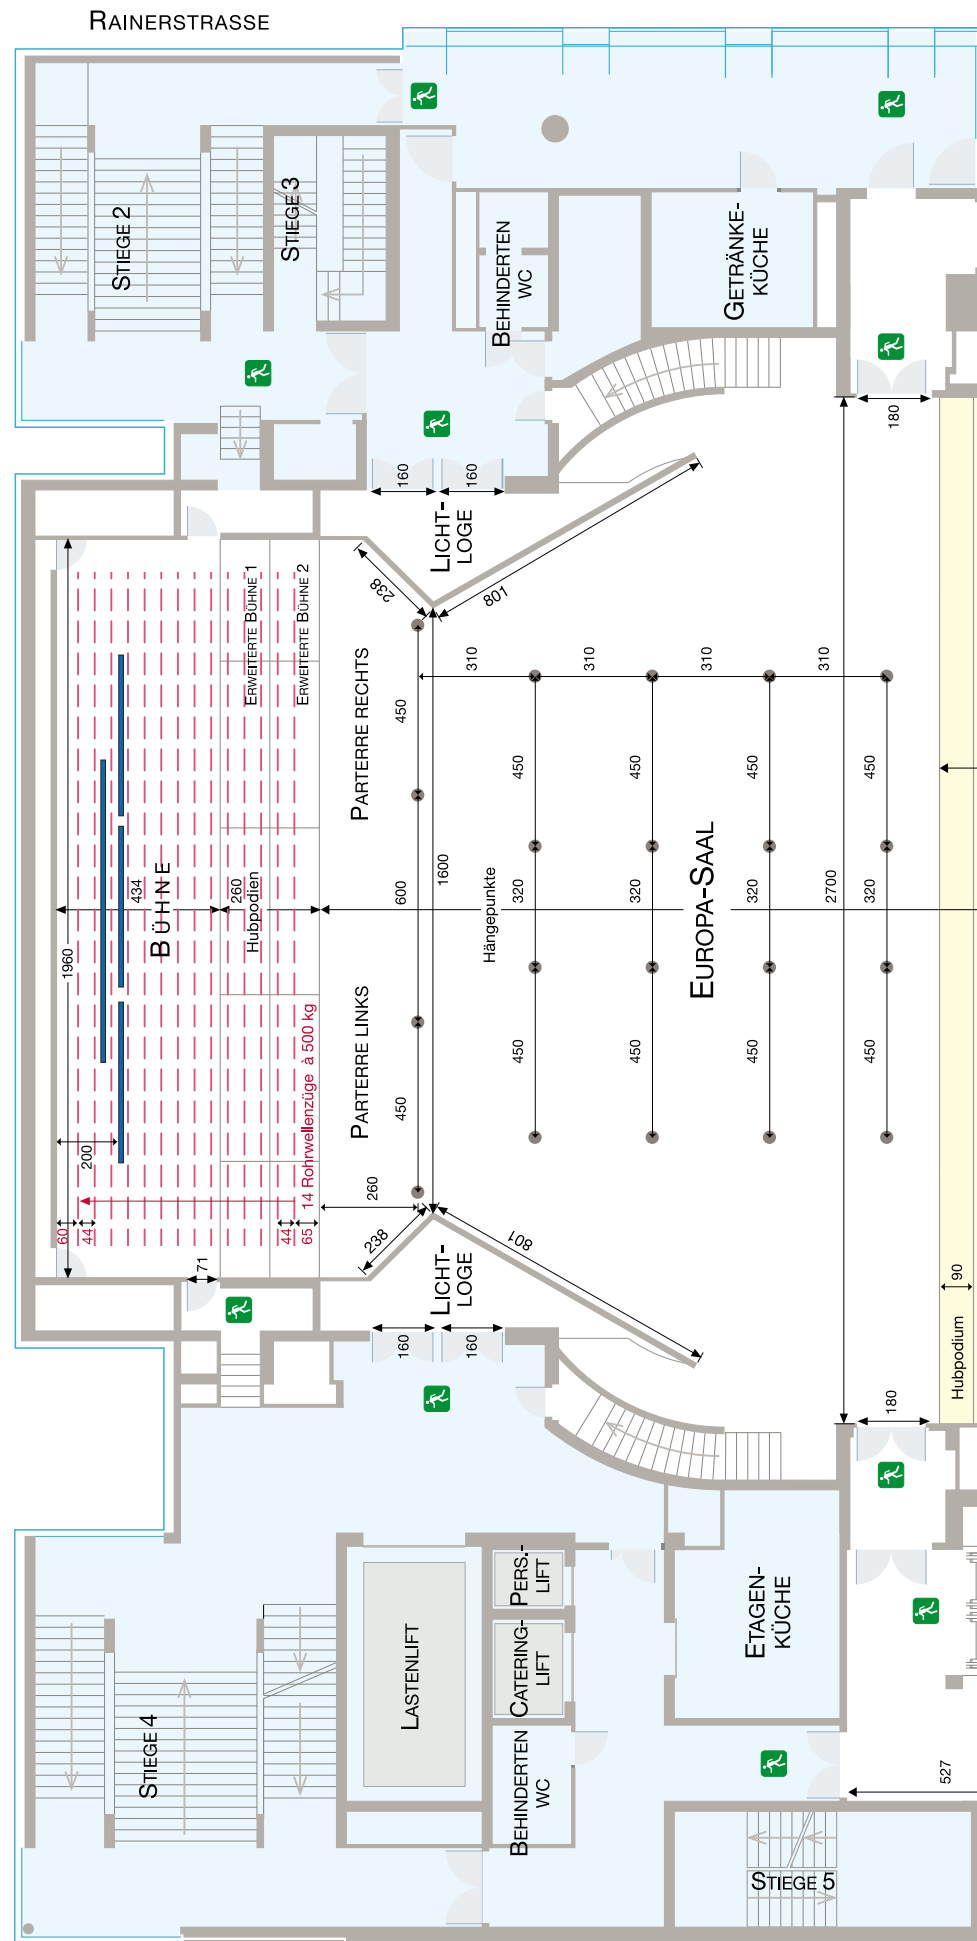 RAINERSTRASSE
STIEGE 2
STIEGE 3
BEHINDERTEN
WC
GETRÄNKE-
KÜCHE
180
160
160
LICHT-
LOGE
238
801
ERWEITERTE BÜHNE 1
ERWEITERTE BÜHNE 2
PARTERRE RECHTS
310
310
310
310
450
450
450
450
450
434
BÜHNE
260
Hubpodien
1960
600
1600
Hängepunkte
320
320
320
320
EUROPA-SAAL
2700
PARTERRE LINKS
14 Rohrwellenzüge à 500 kg
450
450
450
450
450
200
60
44
44
65
260
71
238
801
LICHT-
LOGE
160
160
180
90
Hubpodium
LASTENLIFT
PERS.-
LIFT
CATERING-
LIFT
BEHINDERTEN
WC
ETAGEN-
KÜCHE
STIEGE 4
STIEGE 5
527